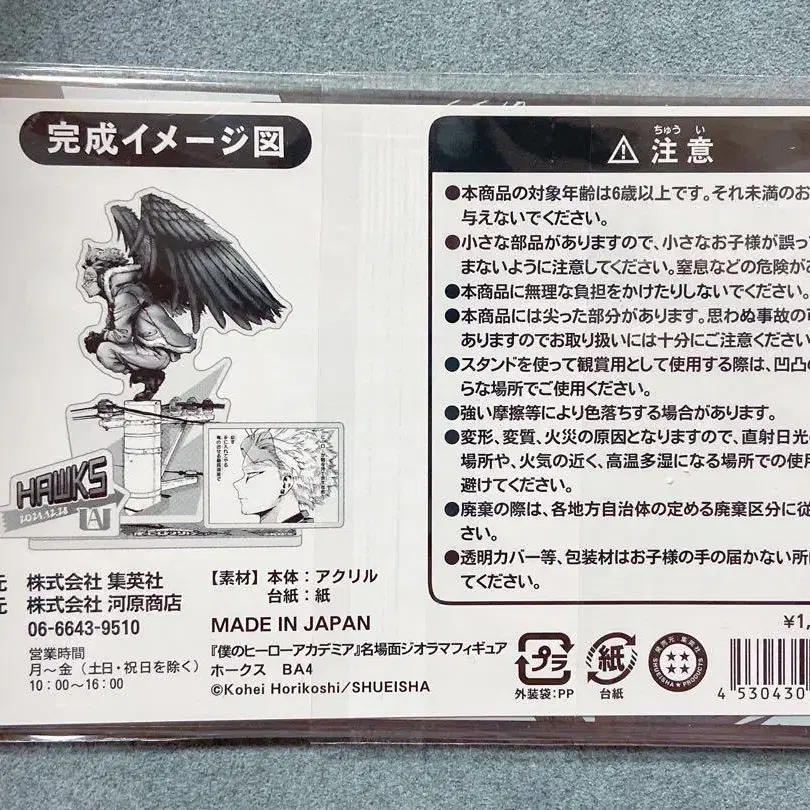 完成イメージ図
HAWKS
2021.12.28
元 株式会社 集英社
元 株式会社 河原商店
06-6643-9510
営業時間
月～金（土日・祝日を除く）
10：00～16：00
【素材】本体：アクリル
台紙：紙
MADE IN JAPAN
『僕のヒーローアカデミア』名場面ジオラマフィギュア
ホークス BA4
©Kohei Horikoshi/SHUEISHA
ちゅう い
注意
●本商品の対象年齢は6歳以上です。それ未満のお
与えないでください。
●小さな部品がありますので、小さなお子様が誤っ
まないように注意してください。窒息などの危険が
●本商品に無理な負担をかけたりしないでください。
●本商品には尖った部分があります。思わぬ事故の
ありますのでお取り扱いには十分にご注意ください
●スタンドを使って観賞用として使用する際は、凹凸
らな場所でご使用ください。
●強い摩擦等により色落ちする場合があります。
●変形、変質、火災の原因となりますので、直射日光
場所や、火気の近く、高温多湿になる場所での使用
避けてください。
●廃棄の際は、各地方自治体の定める廃棄区分に従
さい。
●透明カバー等、包装材はお子様の手の届かない所
てください。
¥1,
プラ
外装袋：PP
紙
台紙
発売元：集英社
SHUEISHA★PRODUCTS
4 530430